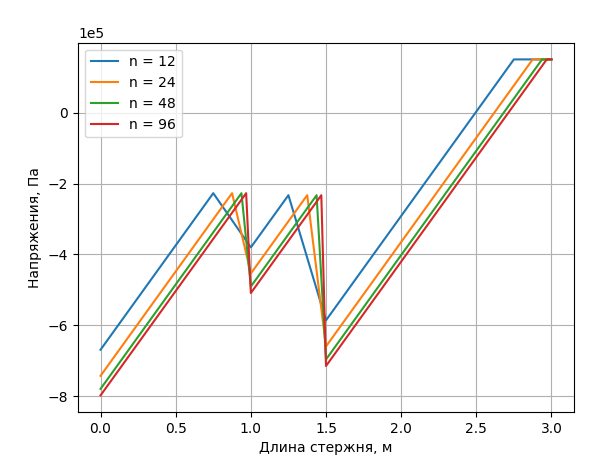 1e5
n = 12
n = 24
n = 48
n = 96
Напряжения, Па
0
−2
−4
−6
−8
0.0 0.5 1.0 1.5 2.0 2.5 3.0
Длина стержня, м